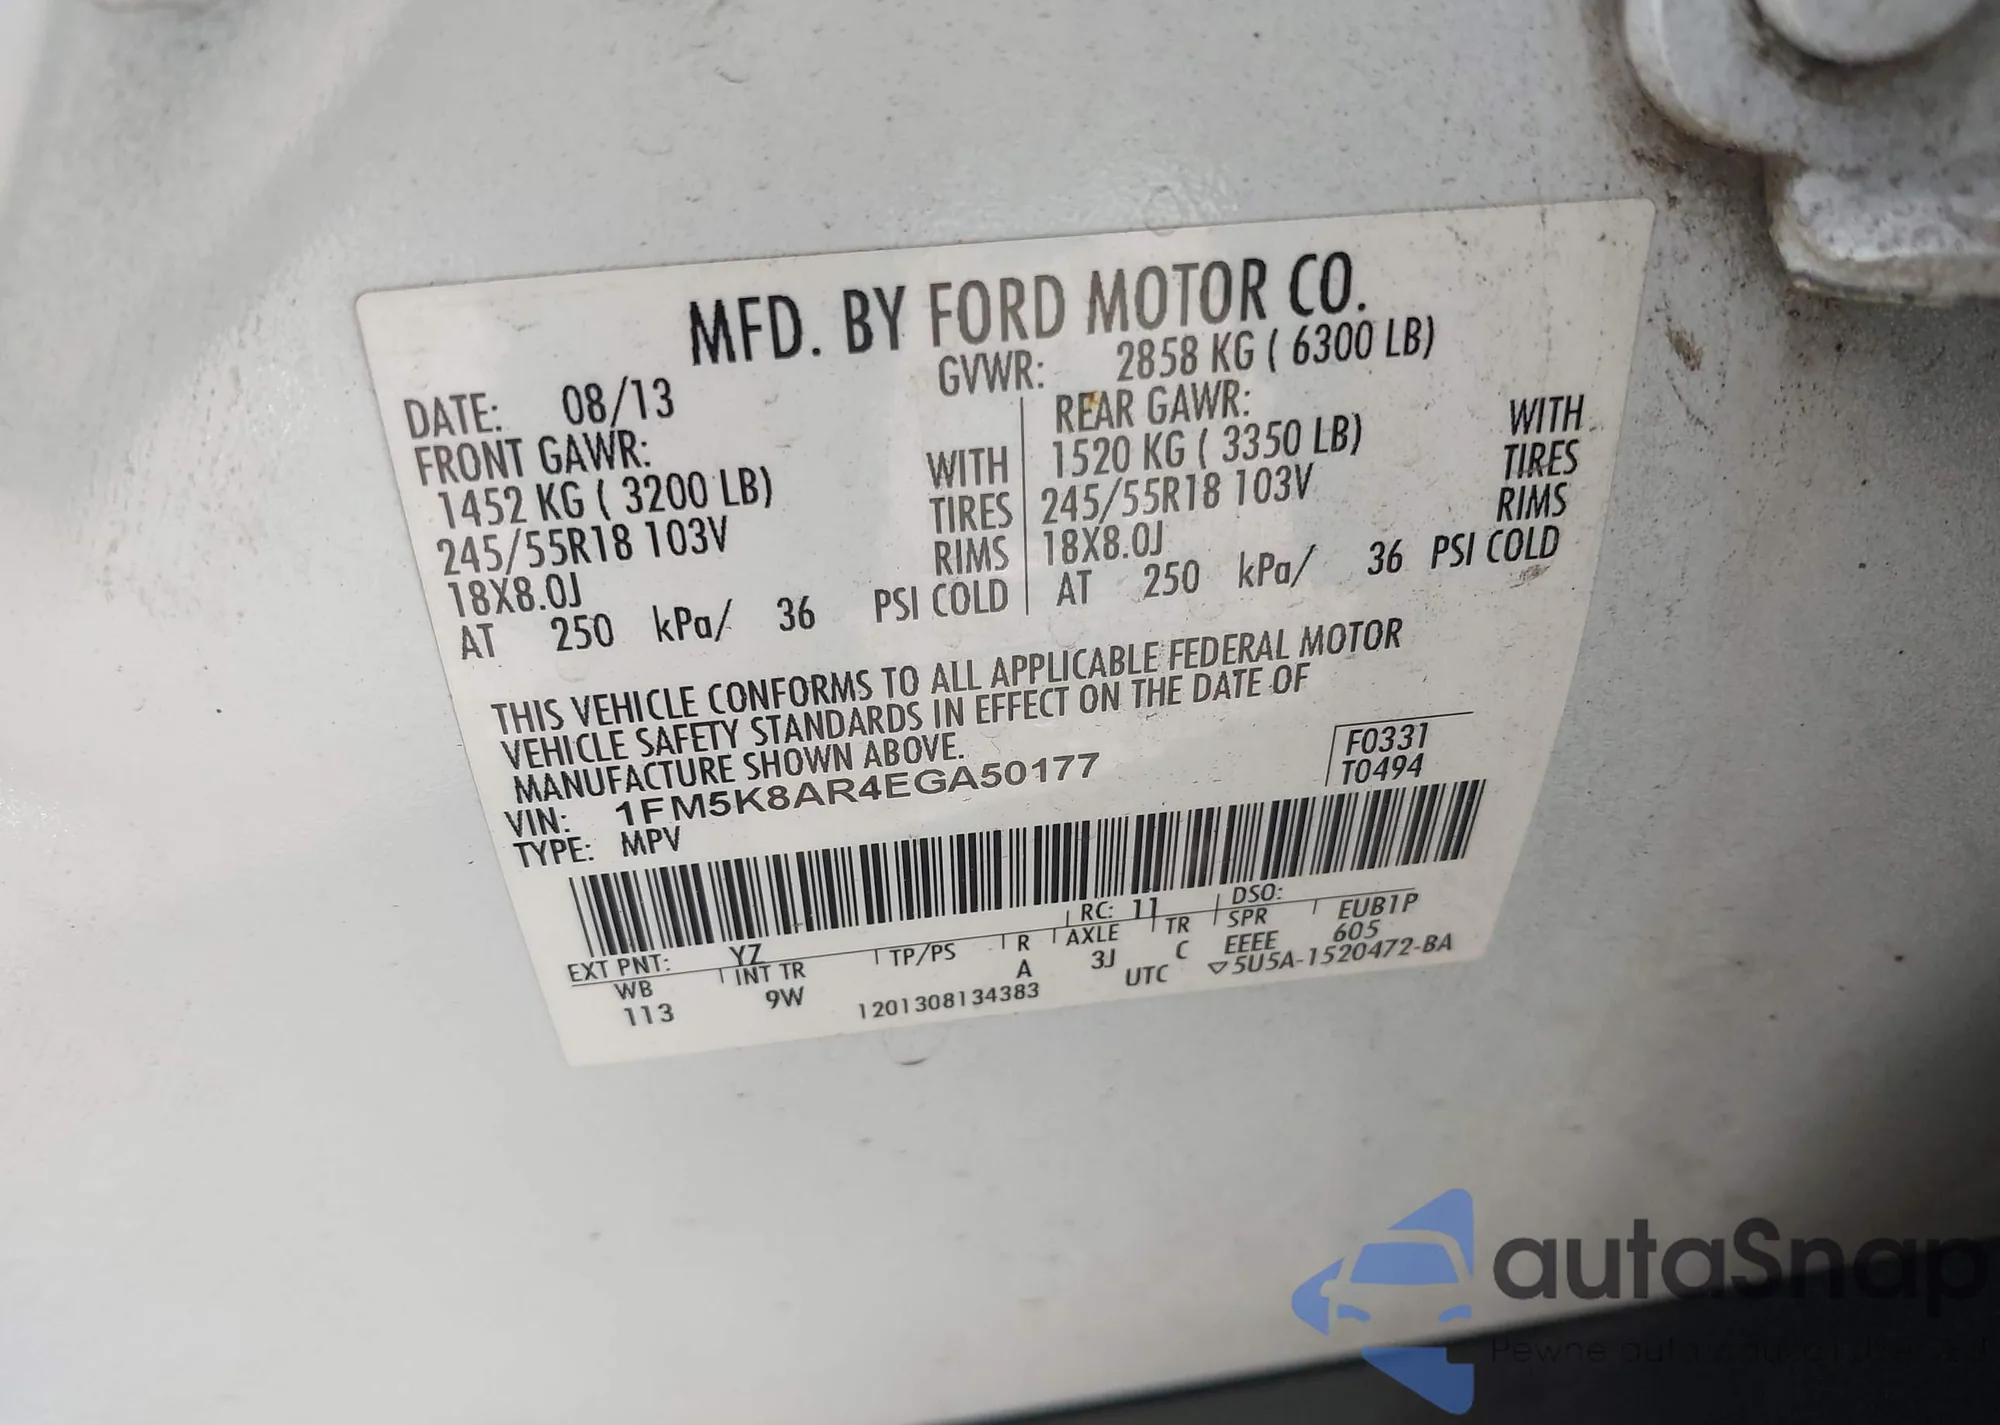 MFD. BY FORD MOTOR CO.
DATE: 08/13 GVWR: 2858 KG ( 6300 LB)
FRONT GAWR: REAR GAWR:
1452 KG ( 3200 LB) WITH 1520 KG ( 3350 LB) WITH
245/55R18 103V TIRES 245/55R18 103V TIRES
18X8.0J RIMS 18X8.0J RIMS
AT 250 kPa/ 36 PSI COLD AT 250 kPa/ 36 PSI COLD
THIS VEHICLE CONFORMS TO ALL APPLICABLE FEDERAL MOTOR
VEHICLE SAFETY STANDARDS IN EFFECT ON THE DATE OF
MANUFACTURE SHOWN ABOVE.
F0331
VIN: 1FM5K8AR4EGA50177 T0494
TYPE: MPV
EXT PNT: YZ RC: 11 DSO:
WB INT TR TP/PS R AXLE TR SPR EUB1P
113 9W A 3J C EEEE 605
1201308134383 UTC ▽5U5A-1520472-BA
autaSnap